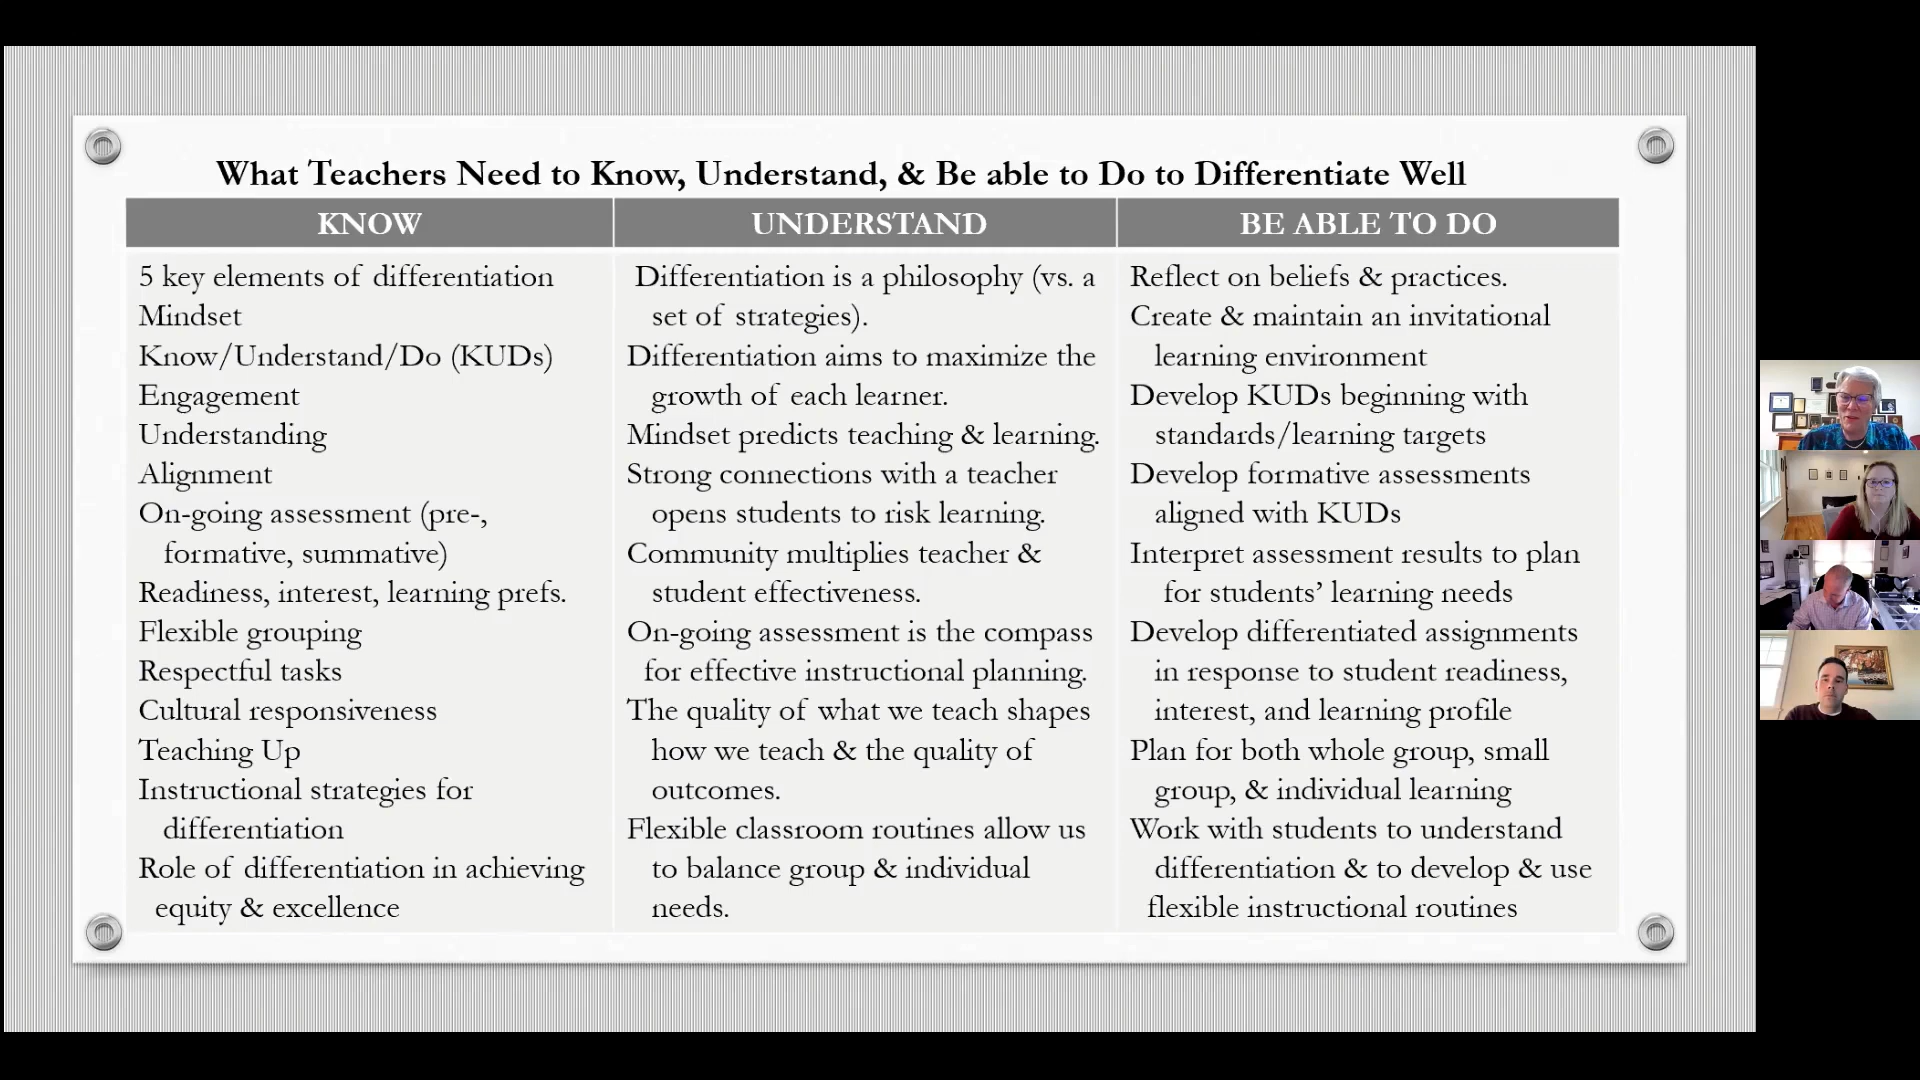 What Teachers Need to Know, Understand, & Be able to Do to Differentiate Well
KNOW
5 key elements of differentiation
Mindset
Know/Understand/Do (KUDs)
Engagement
Understanding
Alignment
On-going assessment (pre-,
formative, summative)
Readiness, interest, learning prefs.
Flexible grouping
Respectful tasks
Cultural responsiveness
Teaching Up
Instructional strategies for
differentiation
Role of differentiation in achieving
equity & excellence
UNDERSTAND
Differentiation is a philosophy (vs. a
set of strategies).
Differentiation aims to maximize the
growth of each learner.
Mindset predicts teaching & learning.
Strong connections with a teacher
opens students to risk learning.
Community multiplies teacher &
student effectiveness.
On-going assessment is the compass
for effective instructional planning.
The quality of what we teach shapes
how we teach & the quality of
outcomes.
Flexible classroom routines allow us
to balance group & individual
needs.
BE ABLE TO DO
Reflect on beliefs & practices.
Create & maintain an invitational
learning environment
Develop KUDs beginning with
standards/learning targets
Develop formative assessments
aligned with KUDs
Interpret assessment results to plan
for students’ learning needs
Develop differentiated assignments
in response to student readiness,
interest, and learning profile
Plan for both whole group, small
group, & individual learning
Work with students to understand
differentiation & to develop & use
flexible instructional routines